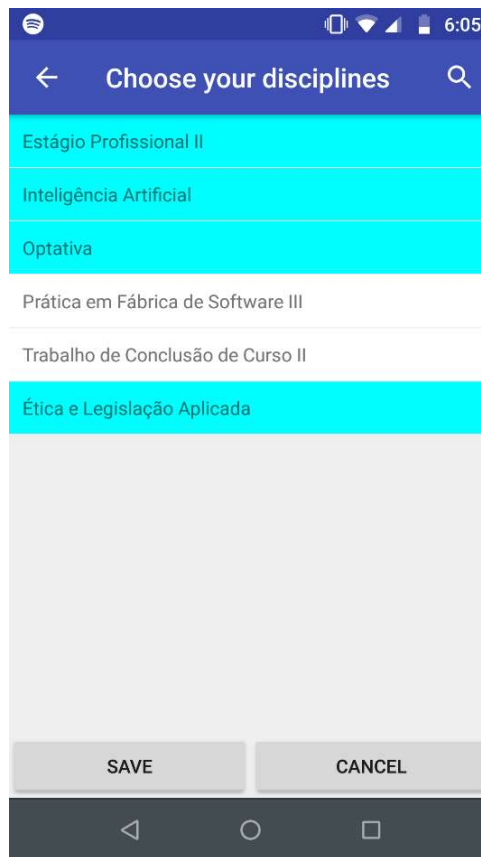 6:05
Choose your disciplines
Estágio Profissional II
Inteligência Artificial
Optativa
Prática em Fábrica de Software III
Trabalho de Conclusão de Curso II
Ética e Legislação Aplicada
SAVE CANCEL